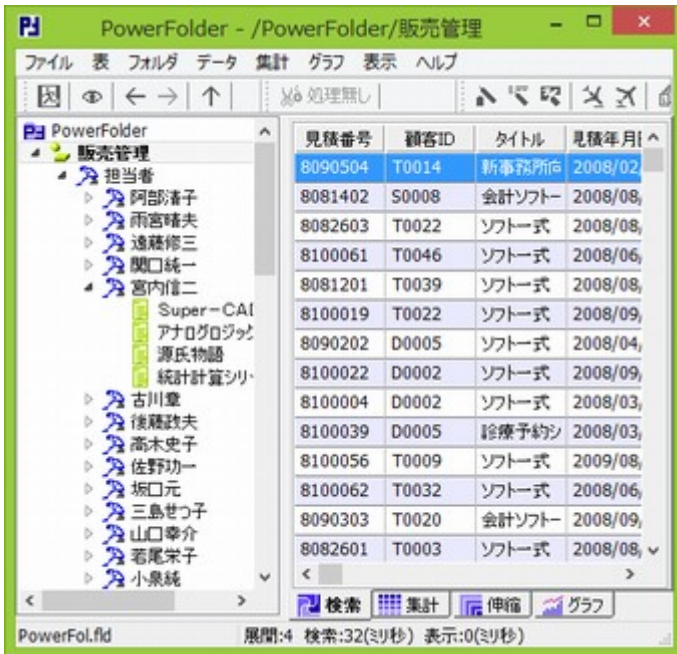 PowerFolder - /PowerFolder/販売管理
ファイル 表 フォルダ データ 集計 グラフ 表示 ヘルプ
処理無し
PowerFolder
販売管理
担当者
阿部渚子
雨宮晴夫
遠藤修三
関口純一
宮内信二
Super-CAD
アナログロジック
源氏物語
統計計算シリー
古川章
後藤政夫
高木史子
佐野功一
坂口元
三島せつ子
山口幸介
若尾栄子
小泉純
見積番号 顧客ID タイトル 見積年月日
8090504 T0014 新事務所向 2008/02/
8081402 S0008 会計ソフトー 2008/08/
8082603 T0022 ソフト一式 2008/08/
8100061 T0046 ソフト一式 2008/06/
8081201 T0039 ソフト一式 2008/08/
8100019 T0022 ソフト一式 2008/09/
8090202 D0005 ソフト一式 2008/04/
8100022 D0002 ソフト一式 2008/09/
8100004 D0002 ソフト一式 2008/03/
8100039 D0005 診療予約シ 2008/03/
8100056 T0009 ソフト一式 2009/08/
8100062 T0032 ソフト一式 2008/06/
8090303 T0020 会計ソフトー 2008/09/
8082601 T0003 ソフト一式 2008/08/
検索 集計 伸縮 グラフ
PowerFol.fld 展開:4 検索:32(ミリ秒) 表示:0(ミリ秒)